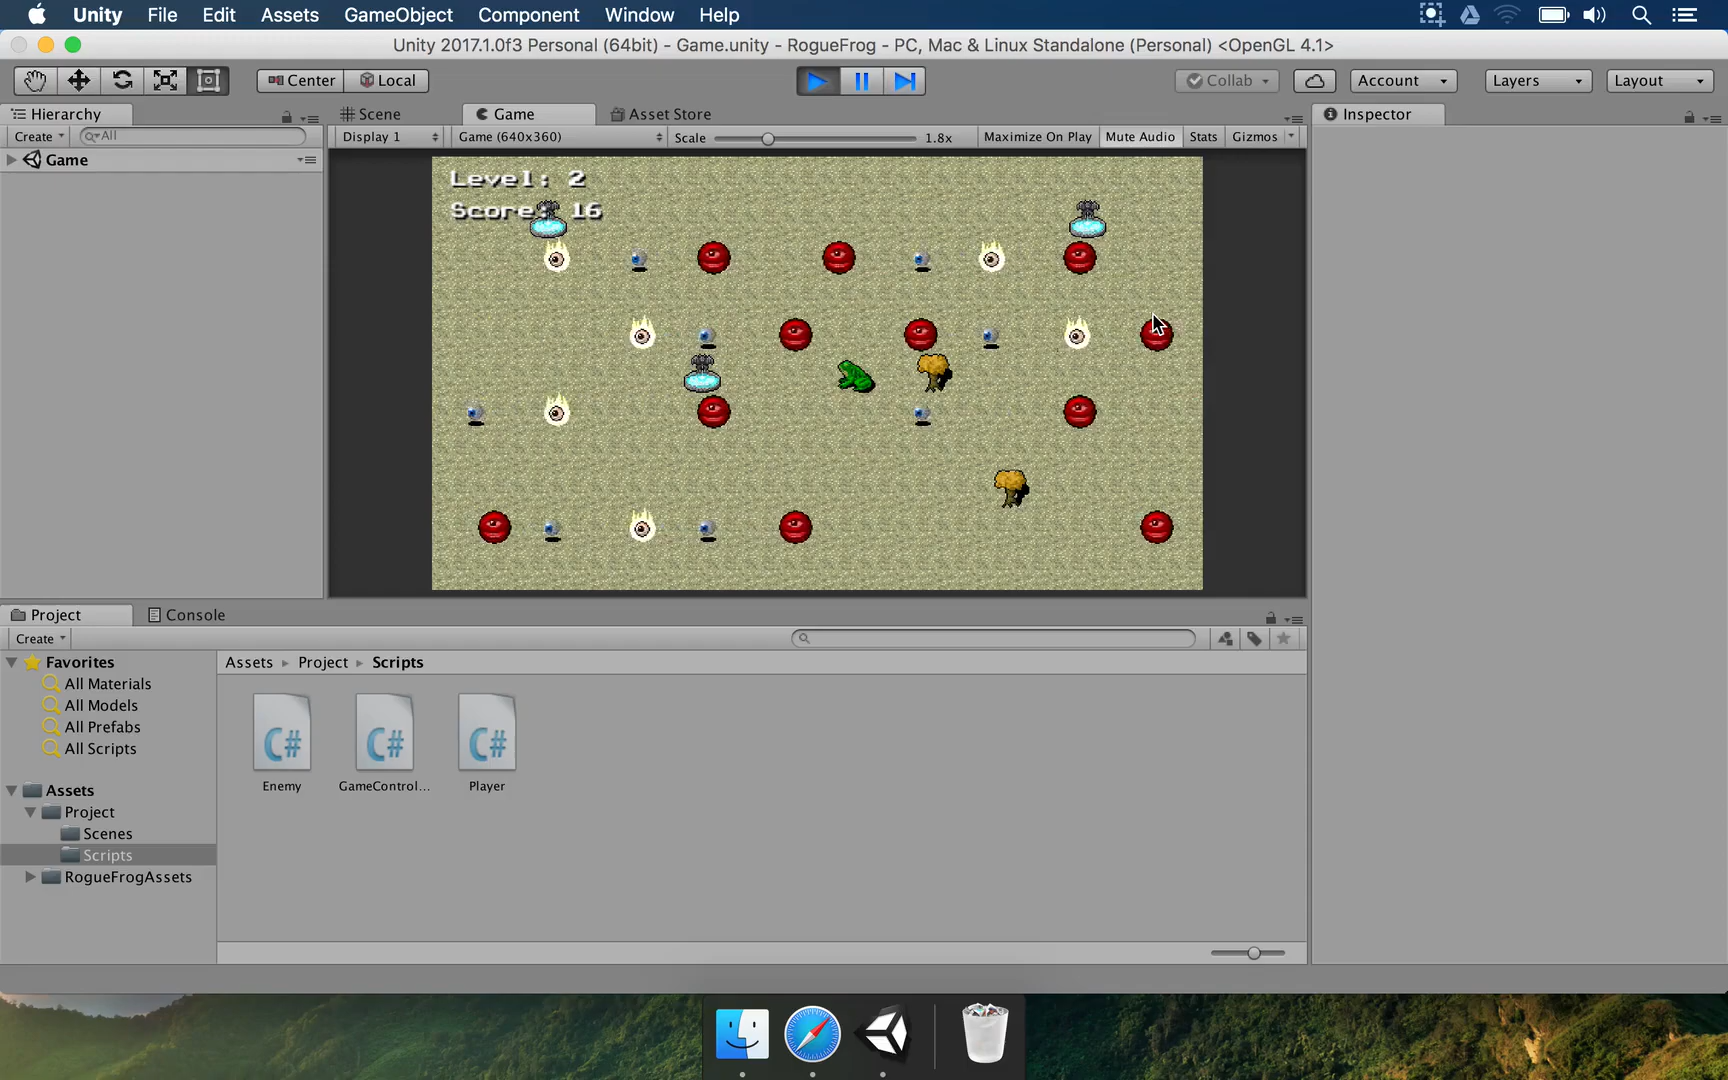 Unity File Edit Assets GameObject Component Window Help
Unity 2017.1.0f3 Personal (64bit) - Game.unity - RogueFrog - PC, Mac & Linux Standalone (Personal) <OpenGL 4.1>
Center Local Collab Account Layers Layout
Hierarchy Scene Game Asset Store Inspector
Create All Display 1 Game (640x360) Scale 1.8x Maximize On Play Mute Audio Stats Gizmos
Game
Level: 2
Score: 16
Project Console
Create
Favorites
All Materials
All Models
All Prefabs
All Scripts
Assets
Project
Scenes
Scripts
RogueFrogAssets
Assets Project Scripts
C# C# C#
Enemy GameControl... Player